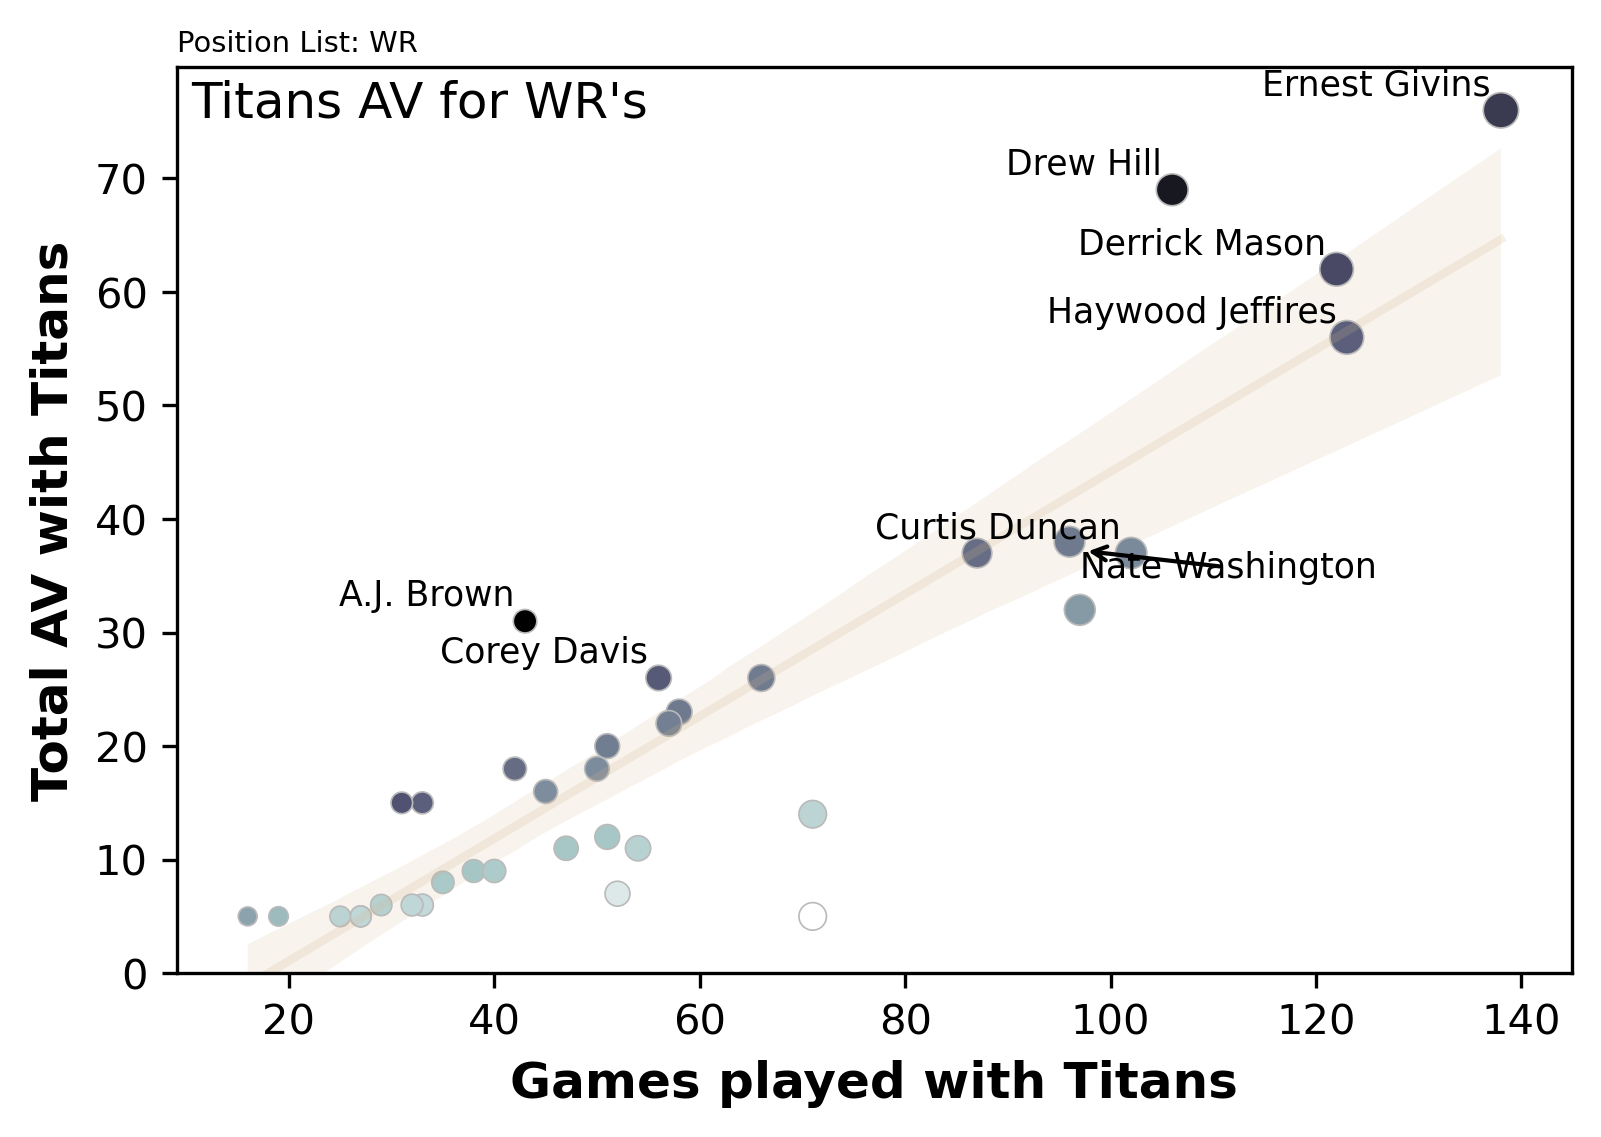 Position List: WR
Titans AV for WR's
Ernest Givins
Drew Hill
Derrick Mason
Haywood Jeffires
Curtis Duncan
Nate Washington
A.J. Brown
Corey Davis
Total AV with Titans
70
60
50
40
30
20
10
0
20 40 60 80 100 120 140
Games played with Titans